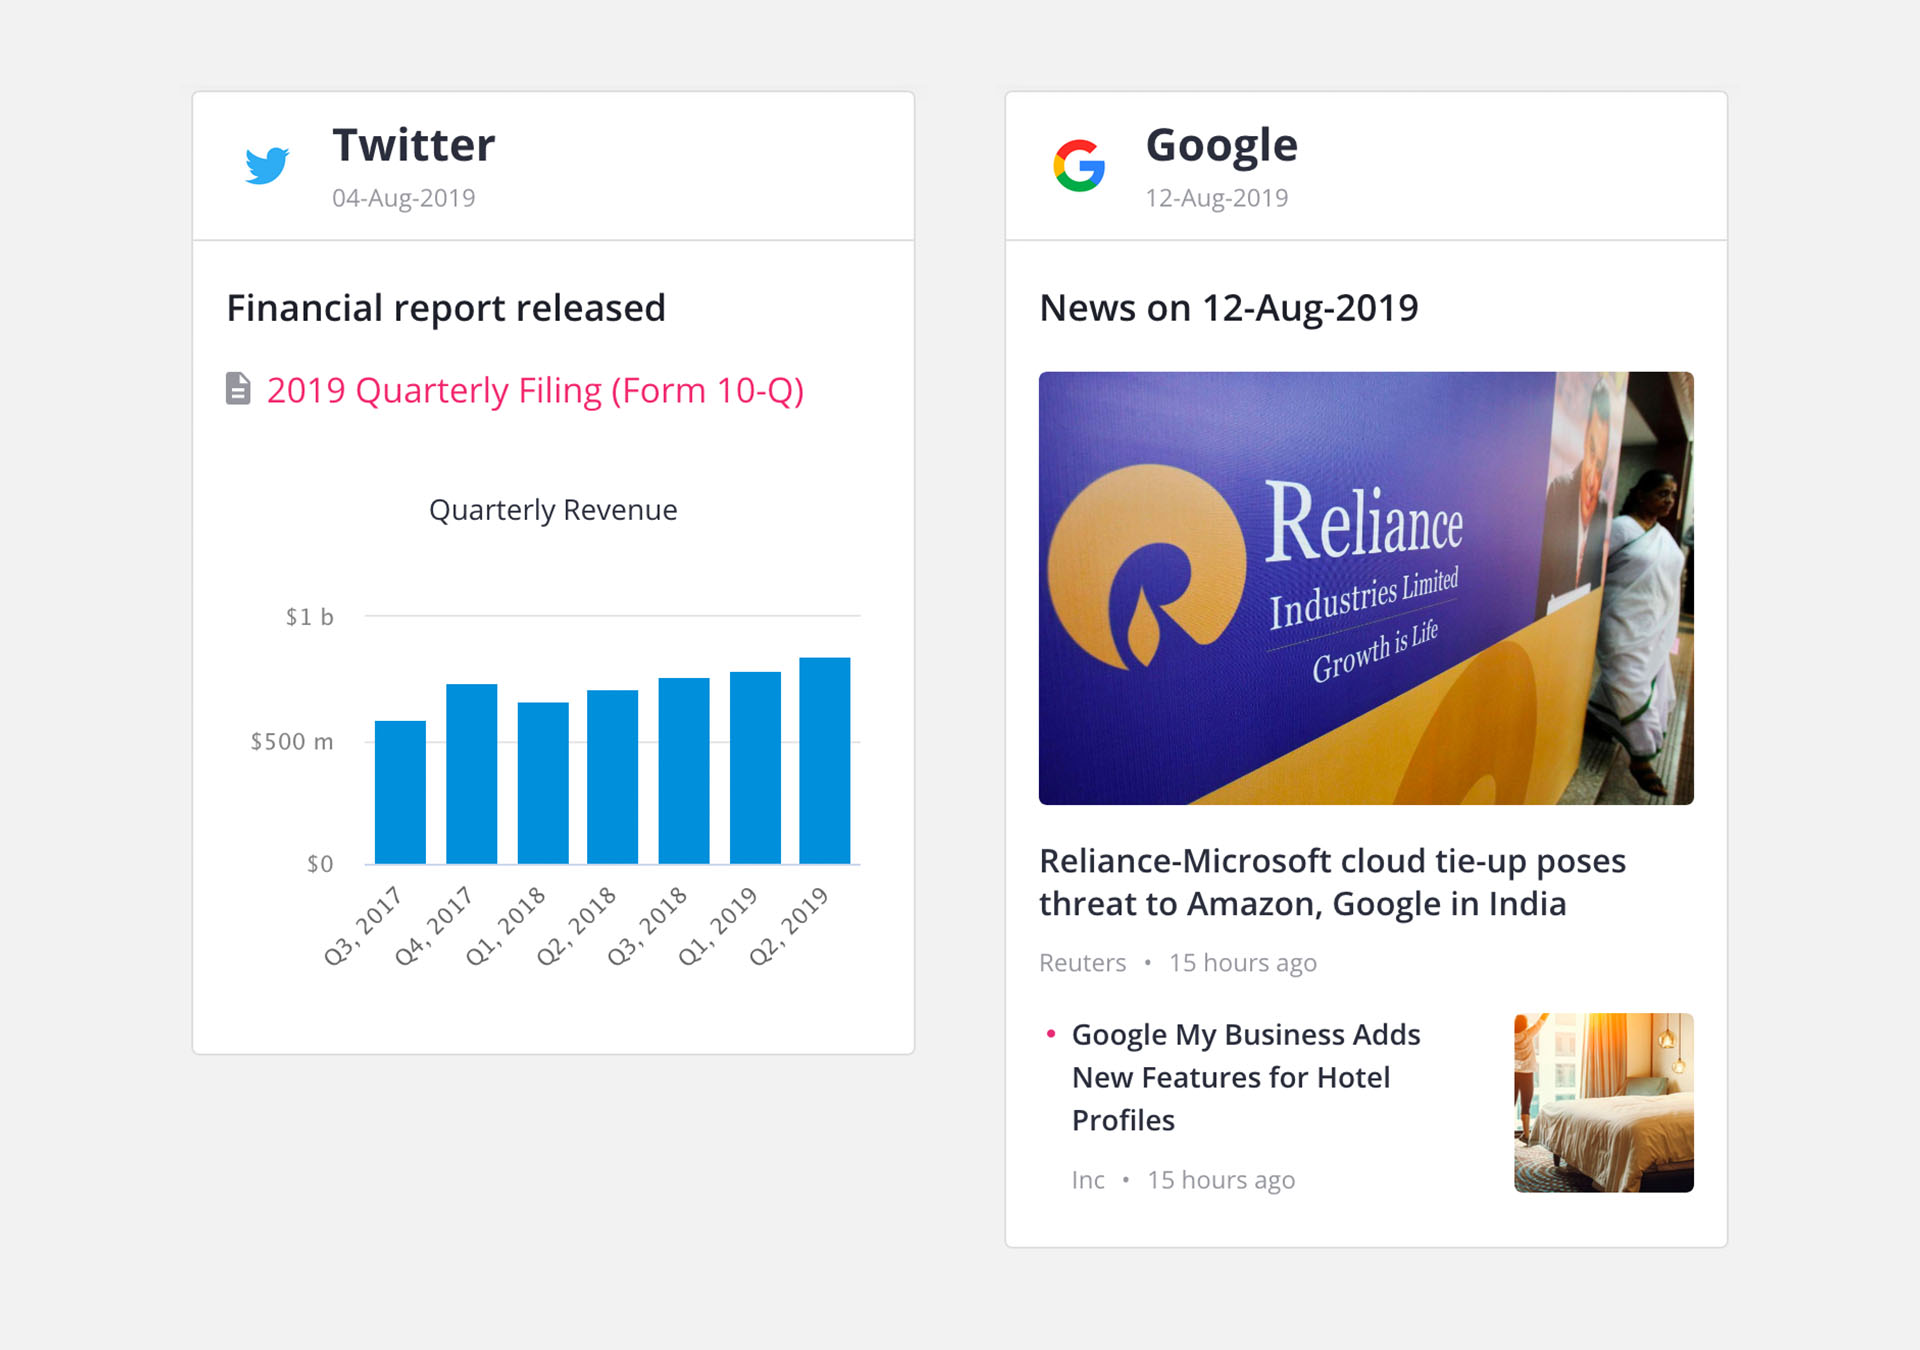 Twitter
04-Aug-2019
Financial report released
2019 Quarterly Filing (Form 10-Q)
Quarterly Revenue
$1 b
$500 m
$0
Q3, 2017
Q4, 2017
Q1, 2018
Q2, 2018
Q3, 2018
Q1, 2019
Q2, 2019
Google
12-Aug-2019
News on 12-Aug-2019
Reliance
Industries Limited
Growth is Life
Reliance-Microsoft cloud tie-up poses
threat to Amazon, Google in India
Reuters • 15 hours ago
• Google My Business Adds
New Features for Hotel
Profiles
Inc • 15 hours ago